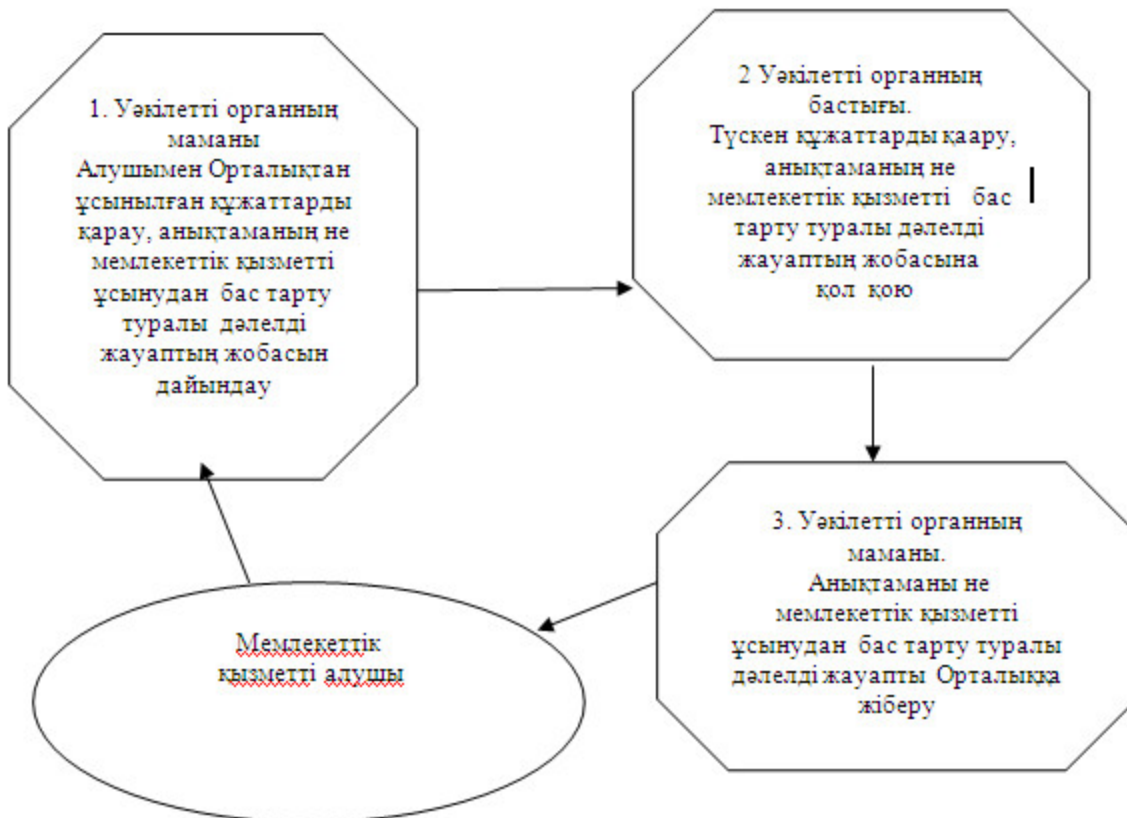 1. Уәкілетті органның
маманы
Алушымен Орталықтан
ұсынылған құжаттарды
қарау, анықтаманың не
мемлекеттік қызметті
ұсынудан бас тарту
туралы дәлелді
жауаптың жобасын
дайындау
2 Уәкілетті органның
бастығы.
Түскен құжаттарды қаару,
анықтаманың не
мемлекеттік қызметті бас
тарту туралы дәлелді
жауаптың жобасына
қол қою
3. Уәкілетті органның
маманы.
Анықтаманы не
мемлекеттік қызметті
ұсынудан бас тарту туралы
дәлелді жауапты Орталыққа
жіберу
Мемлекеттік
қызметті алушы